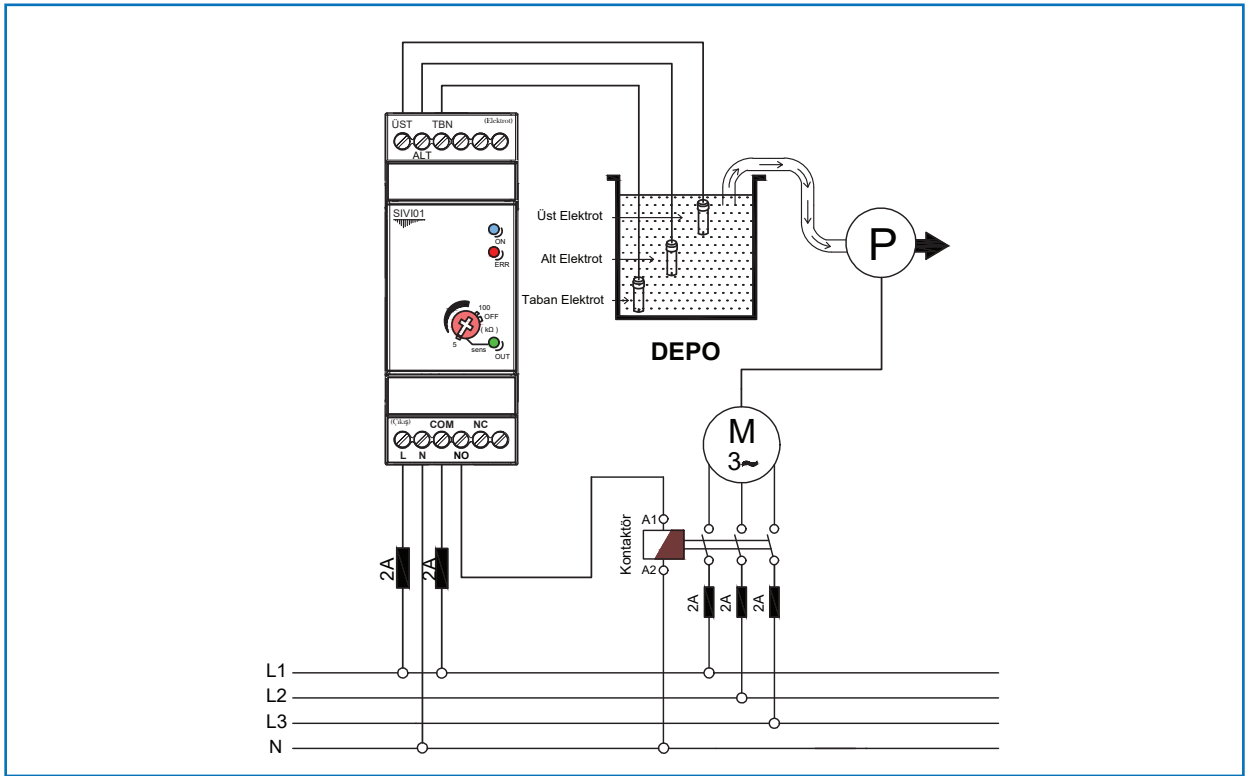 ÜST TBN (Elektrot)
ALT
SIVI01
ON
ERR
100
OFF
( kΩ )
5
sens
OUT
(Çıkış) COM NC
L N NO
Üst Elektrot
Alt Elektrot
Taban Elektrot
DEPO
P
M
3~
Kontaktör
A1
A2
2A
2A
2A
2A
2A
L1
L2
L3
N